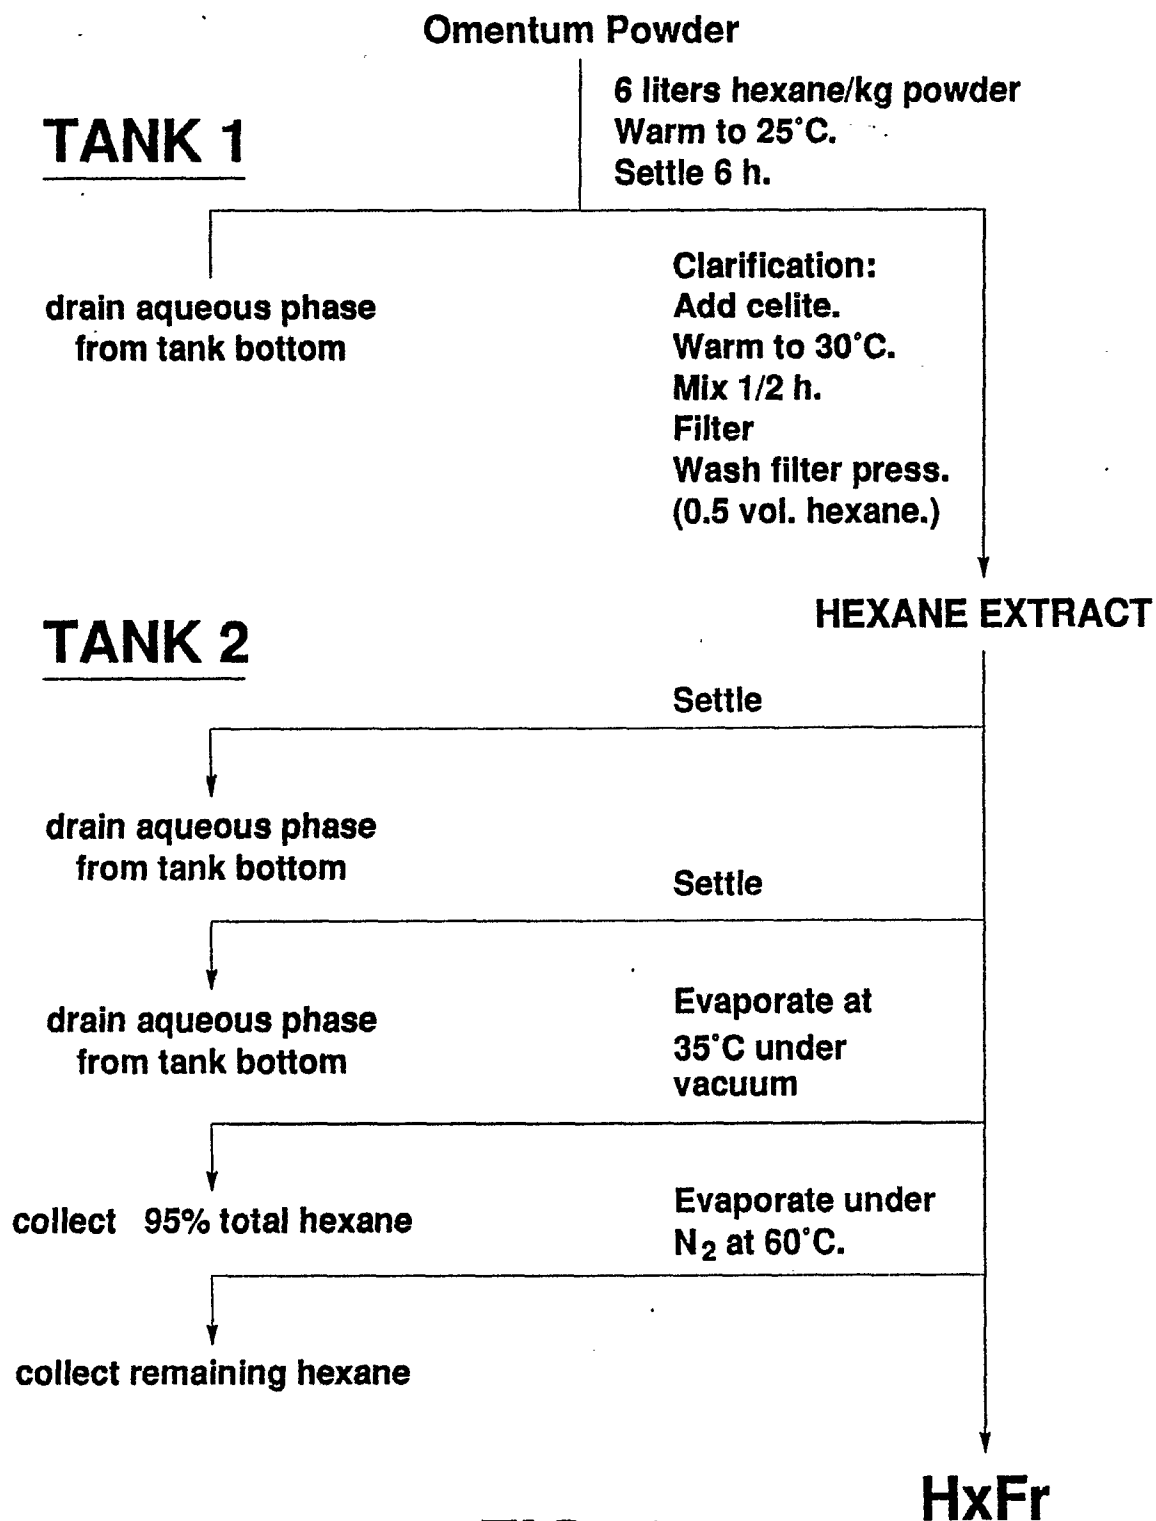 Omentum Powder
6 liters hexane/kg powder
Warm to 25°C.
Settle 6 h.
TANK 1
Clarification:
Add celite.
Warm to 30°C.
Mix 1/2 h.
Filter
Wash filter press.
(0.5 vol. hexane.)
drain aqueous phase
from tank bottom
HEXANE EXTRACT
TANK 2
Settle
drain aqueous phase
from tank bottom
Settle
drain aqueous phase
from tank bottom
Evaporate at
35°C under
vacuum
collect 95% total hexane
Evaporate under
N2 at 60°C.
collect remaining hexane
HxFr